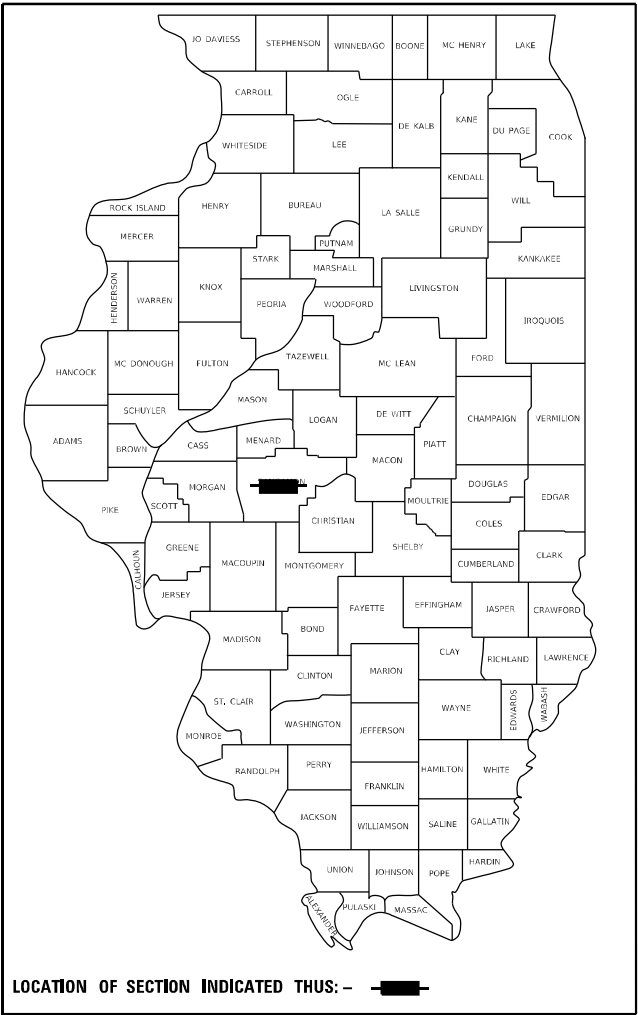 JO DAVIESS STEPHENSON WINNEBAGO BOONE MC HENRY LAKE
CARROLL OGLE
DE KALB KANE DU PAGE COOK
WHITESIDE LEE
KENDALL
ROCK ISLAND HENRY BUREAU LA SALLE WILL
MERCER PUTNAM GRUNDY
STARK MARSHALL KANKAKEE
HENDERSON WARREN KNOX PEORIA WOODFORD LIVINGSTON
IROQUOIS
HANCOCK MC DONOUGH FULTON TAZEWELL MC LEAN FORD
MASON
SCHUYLER LOGAN DE WITT CHAMPAIGN VERMILION
ADAMS BROWN CASS MENARD PIATT
MACON
PIKE SCOTT MORGAN MOULTRIE DOUGLAS EDGAR
CHRISTIAN COLES
CALHOUN GREENE MACOUPIN MONTGOMERY SHELBY CUMBERLAND CLARK
JERSEY FAYETTE EFFINGHAM JASPER CRAWFORD
MADISON BOND
CLAY RICHLAND LAWRENCE
CLINTON MARION
ST. CLAIR WAYNE EDWARDS WABASH
MONROE WASHINGTON JEFFERSON
RANDOLPH PERRY HAMILTON WHITE
FRANKLIN
JACKSON WILLIAMSON SALINE GALLATIN
UNION JOHNSON POPE HARDIN
ALEXANDER PULASKI MASSAC
LOCATION OF SECTION INDICATED THUS: –